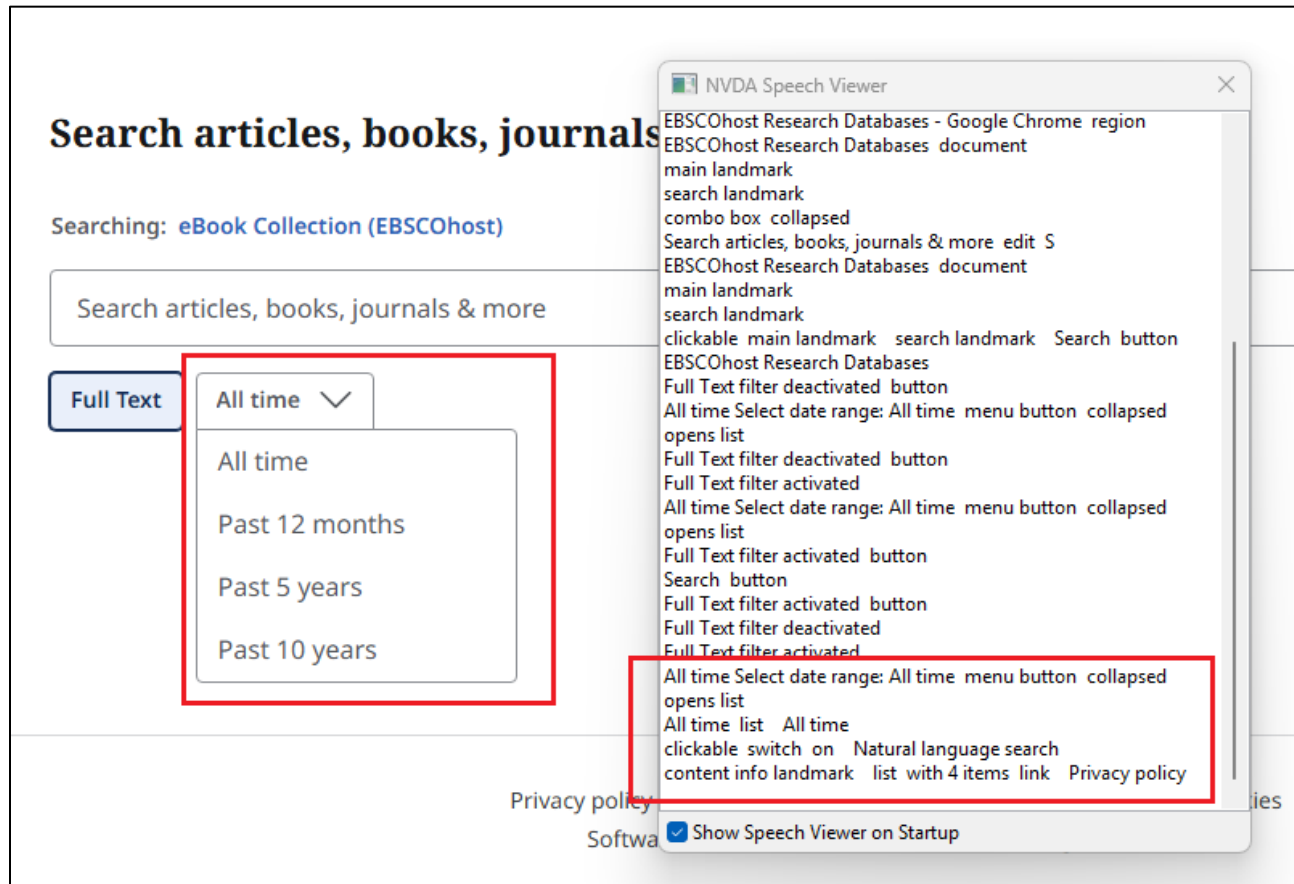 Search articles, books, journals
Searching: eBook Collection (EBSCOhost)
Search articles, books, journals & more
Full Text
All time
All time
Past 12 months
Past 5 years
Past 10 years
Privacy policy
NVDA Speech Viewer
EBSCOhost Research Databases - Google Chrome region
EBSCOhost Research Databases document
main landmark
search landmark
combo box collapsed
Search articles, books, journals & more edit S
EBSCOhost Research Databases document
main landmark
search landmark
clickable main landmark search landmark Search button
EBSCOhost Research Databases
Full Text filter deactivated button
All time Select date range: All time menu button collapsed
opens list
Full Text filter deactivated button
Full Text filter activated
All time Select date range: All time menu button collapsed
opens list
Full Text filter activated button
Search button
Full Text filter activated button
Full Text filter deactivated
Full Text filter activated
All time Select date range: All time menu button collapsed
opens list
All time list All time
clickable switch on Natural language search
content info landmark list with 4 items link Privacy policy
Show Speech Viewer on Startup